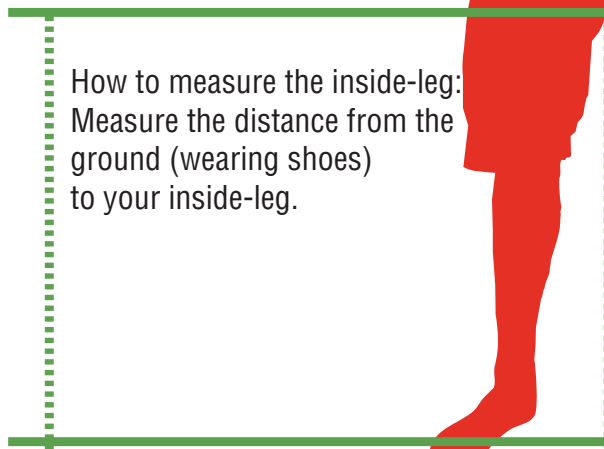 How to measure the inside-leg:
Measure the distance from the
ground (wearing shoes)
to your inside-leg.